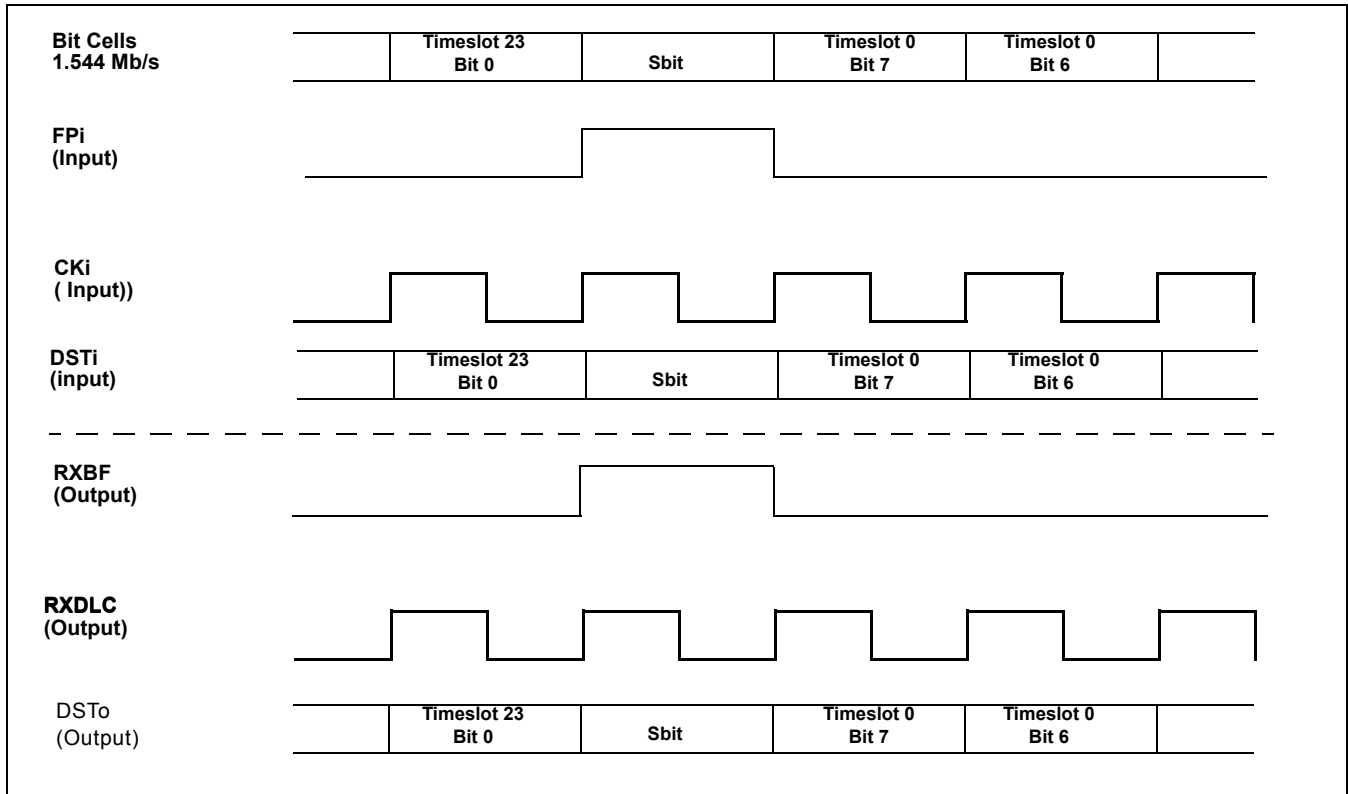 Bit Cells
1.544 Mb/s
Timeslot 23
Bit 0
Sbit
Timeslot 0
Bit 7
Timeslot 0
Bit 6
FPi
(Input)
CKi
( Input))
DSTi
(input)
Timeslot 23
Bit 0
Sbit
Timeslot 0
Bit 7
Timeslot 0
Bit 6
RXBF
(Output)
RXDLC
(Output)
DSTo
(Output)
Timeslot 23
Bit 0
Sbit
Timeslot 0
Bit 7
Timeslot 0
Bit 6